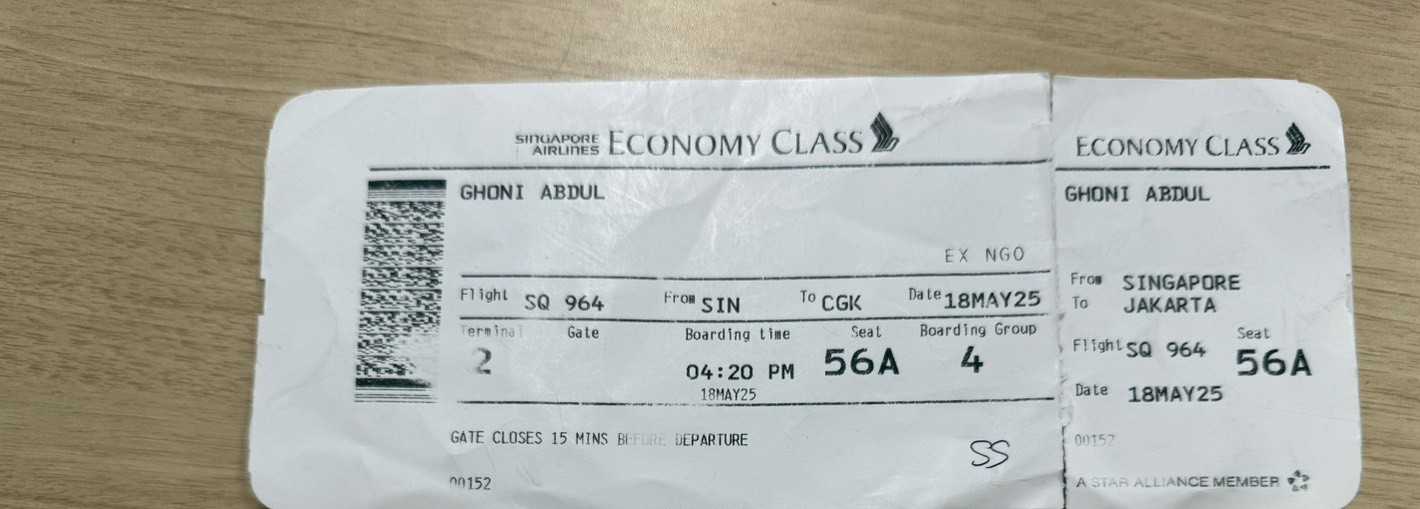 SINGAPORE AIRLINES ECONOMY CLASS
GHONI ABDUL
EX NGO
Flight SQ 964 From SIN To CGK Date 18MAY25
Terminal Gate Boarding time Seat Boarding Group
2 04:20 PM 56A 4
18MAY25
GATE CLOSES 15 MINS BEFORE DEPARTURE
SS
00152
ECONOMY CLASS
GHONI ABDUL
From SINGAPORE
To JAKARTA
Flight SQ 964 Seat 56A
Date 18MAY25
00152
A STAR ALLIANCE MEMBER